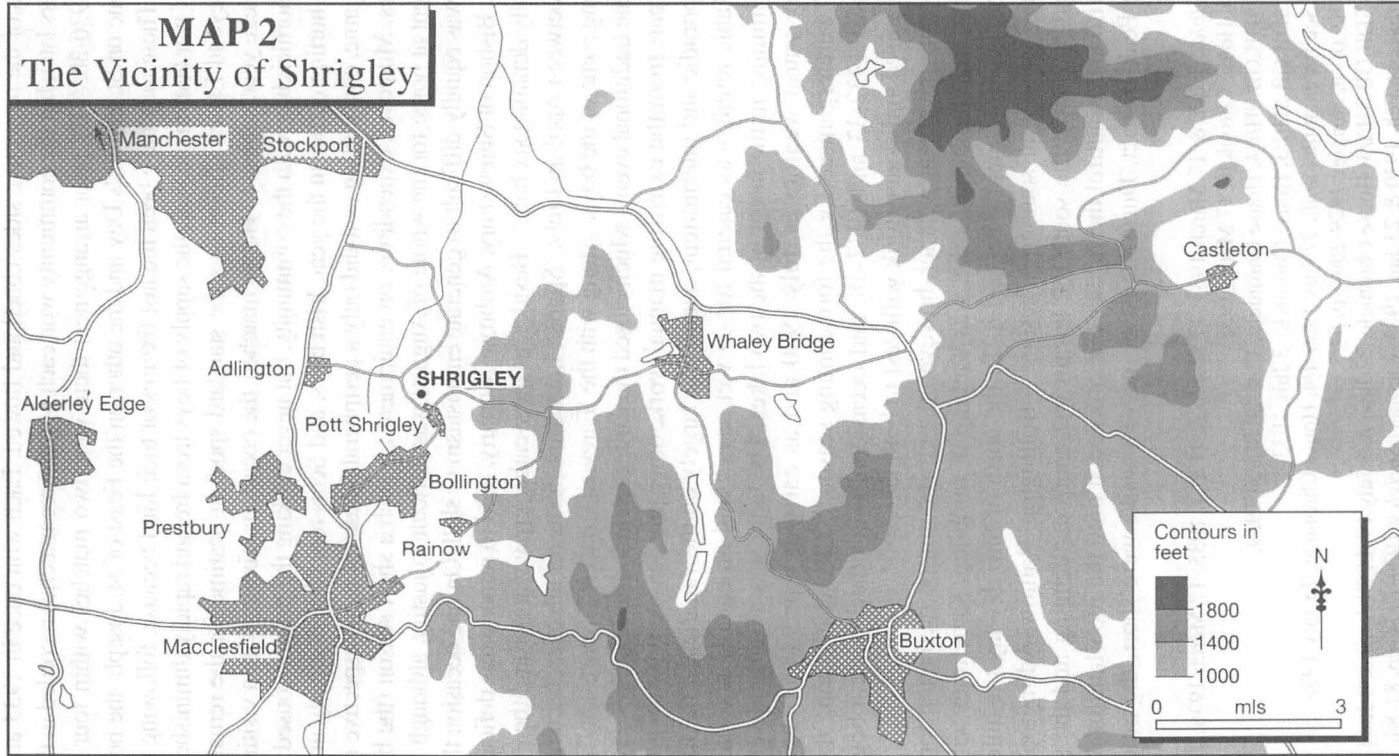 MAP 2
The Vicinity of Shrigley
Manchester
Stockport
Castleton
Whaley Bridge
Adlington
SHRIGLEY
Alderley Edge
Pott Shrigley
Bollington
Prestbury
Rainow
Macclesfield
Buxton
Contours in
feet
N
1800
1400
1000
0 mls 3